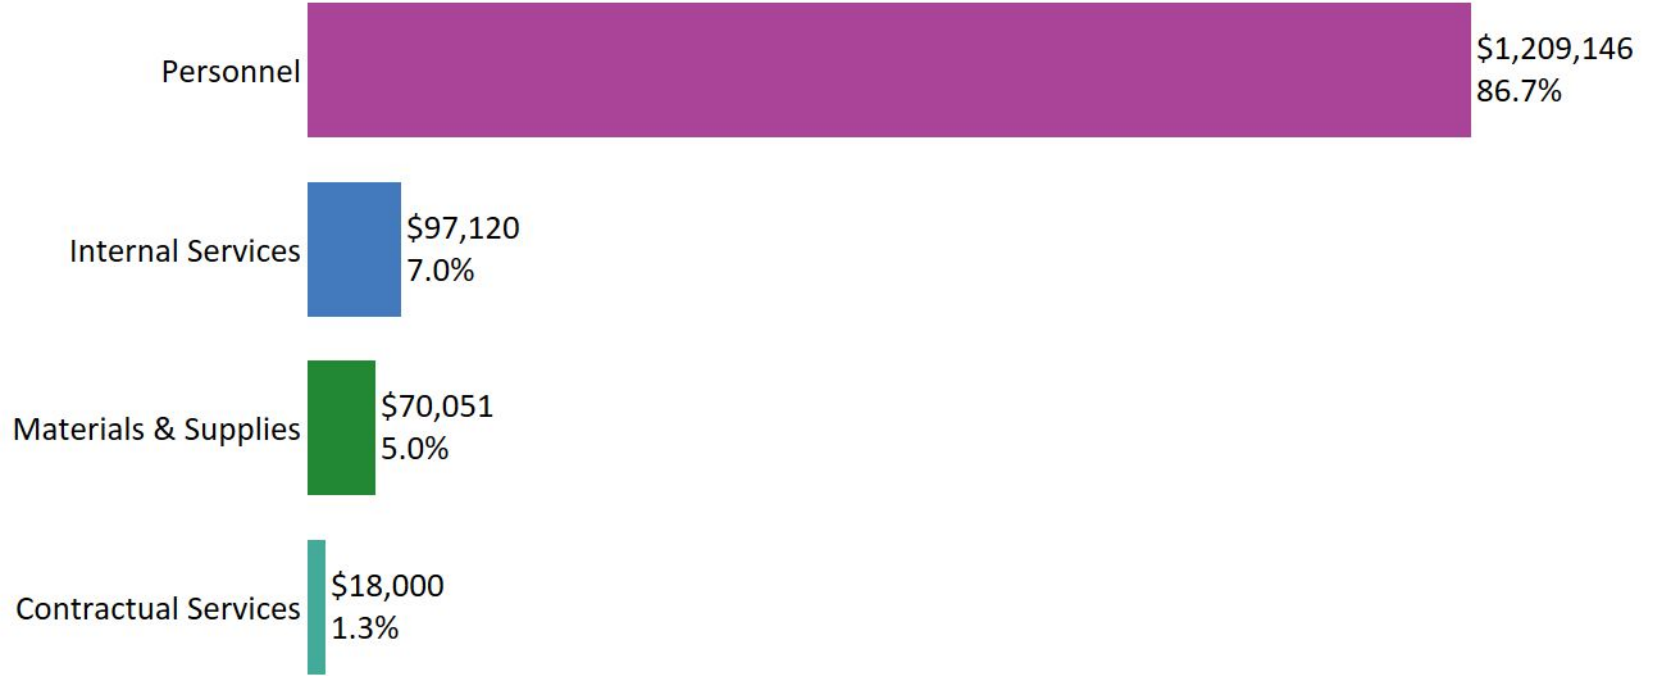 Personnel
$1,209,146
86.7%
Internal Services
$97,120
7.0%
Materials & Supplies
$70,051
5.0%
Contractual Services
$18,000
1.3%